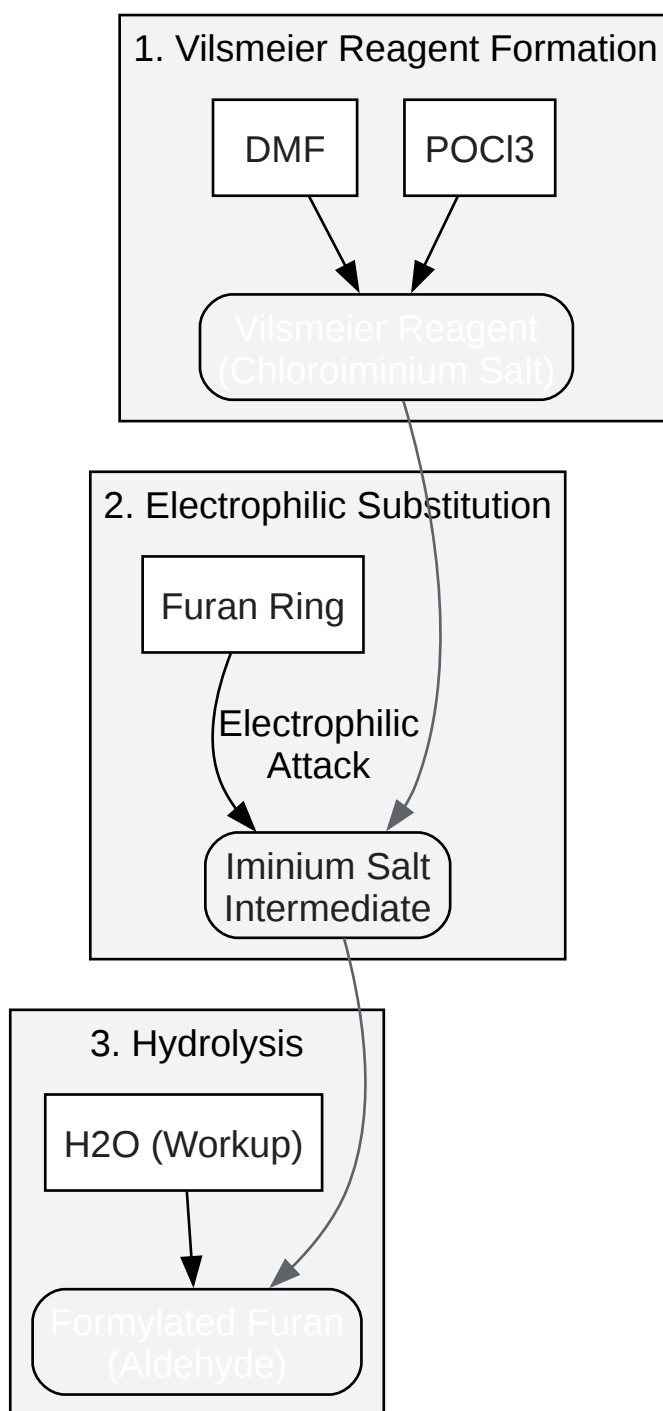 1. Vilsmeier Reagent Formation
DMF
POCl3
Vilsmeier Reagent
(Chloroiminium Salt)
2. Electrophilic Substitution
Furan Ring
Electrophilic
Attack
Iminium Salt
Intermediate
3. Hydrolysis
H2O (Workup)
Formylated Furan
(Aldehyde)